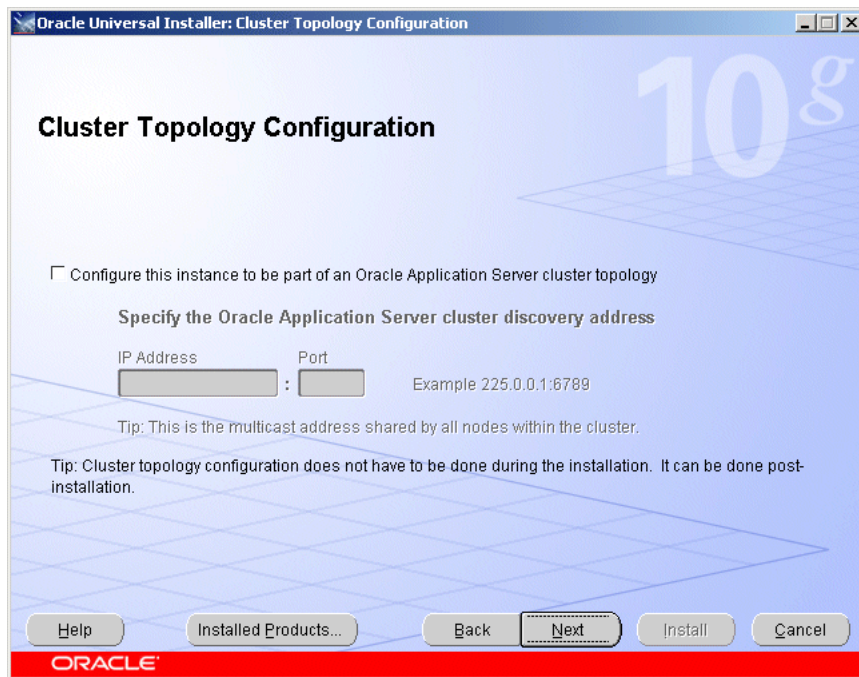 Oracle Universal Installer: Cluster Topology Configuration
10g
Cluster Topology Configuration
Configure this instance to be part of an Oracle Application Server cluster topology
Specify the Oracle Application Server cluster discovery address
IP Address Port
: Example 225.0.0.1:6789
Tip: This is the multicast address shared by all nodes within the cluster.
Tip: Cluster topology configuration does not have to be done during the installation. It can be done post-
installation.
Help Installed Products... Back Next Install Cancel
ORACLE